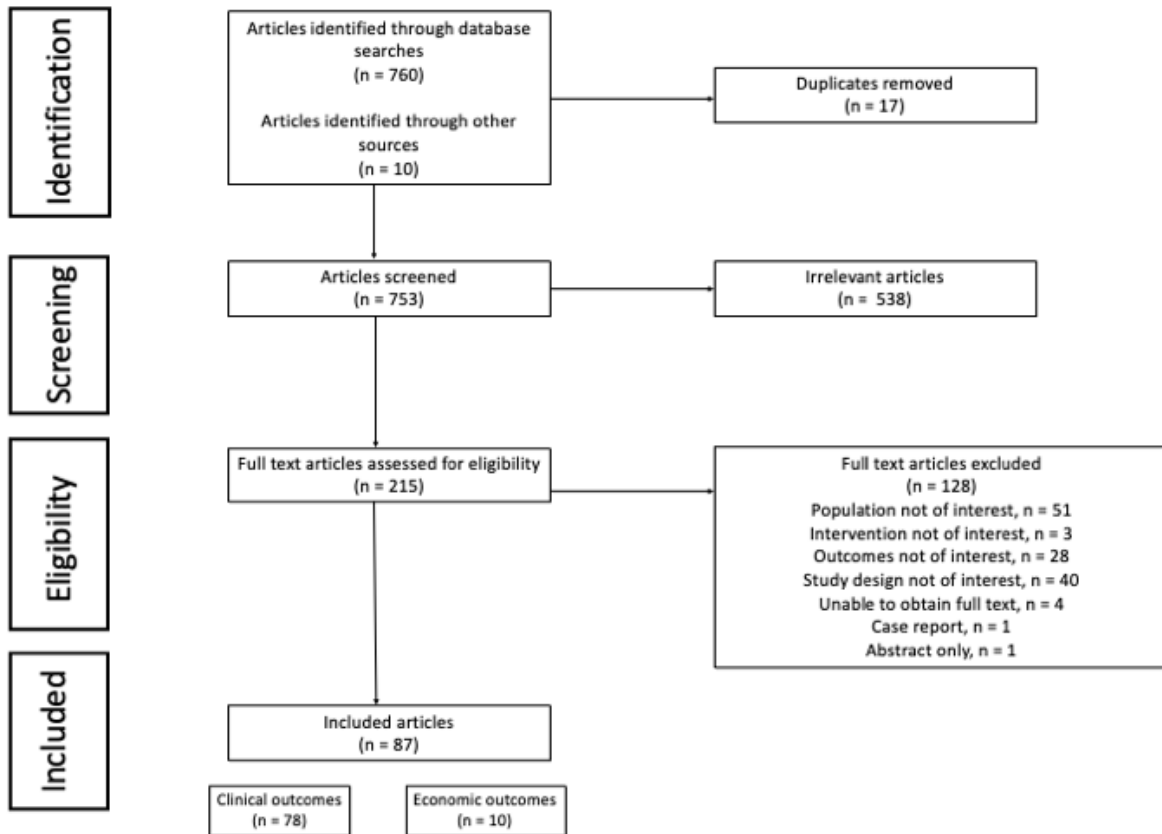 Identification
Articles identified through database
searches
(n = 760)
Articles identified through other
sources
(n = 10)
Duplicates removed
(n = 17)
Screening
Articles screened
(n = 753)
Irrelevant articles
(n = 538)
Eligibility
Full text articles assessed for eligibility
(n = 215)
Full text articles excluded
(n = 128)
Population not of interest, n = 51
Intervention not of interest, n = 3
Outcomes not of interest, n = 28
Study design not of interest, n = 40
Unable to obtain full text, n = 4
Case report, n = 1
Abstract only, n = 1
Included
Included articles
(n = 87)
Clinical outcomes
(n = 78)
Economic outcomes
(n = 10)